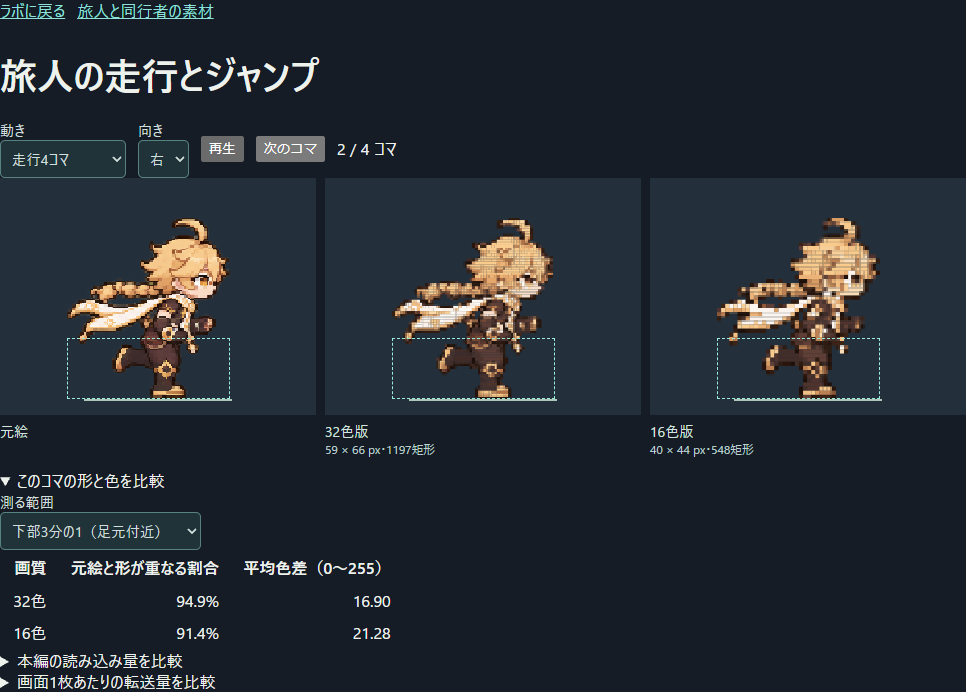 ラボに戻る 旅人と同行者の素材
旅人の走行とジャンプ
動き 向き
走行4コマ 右 再生 次のコマ 2 / 4 コマ
元絵 32色版 16色版
59 × 66 px・1197矩形 40 × 44 px・548矩形
▼ このコマの形と色を比較
測る範囲
下部3分の1（足元付近）
画質 元絵と形が重なる割合 平均色差（0〜255）
32色 94.9% 16.90
16色 91.4% 21.28
▶ 本編の読み込み量を比較
▶ 画面1枚あたりの転送量を比較